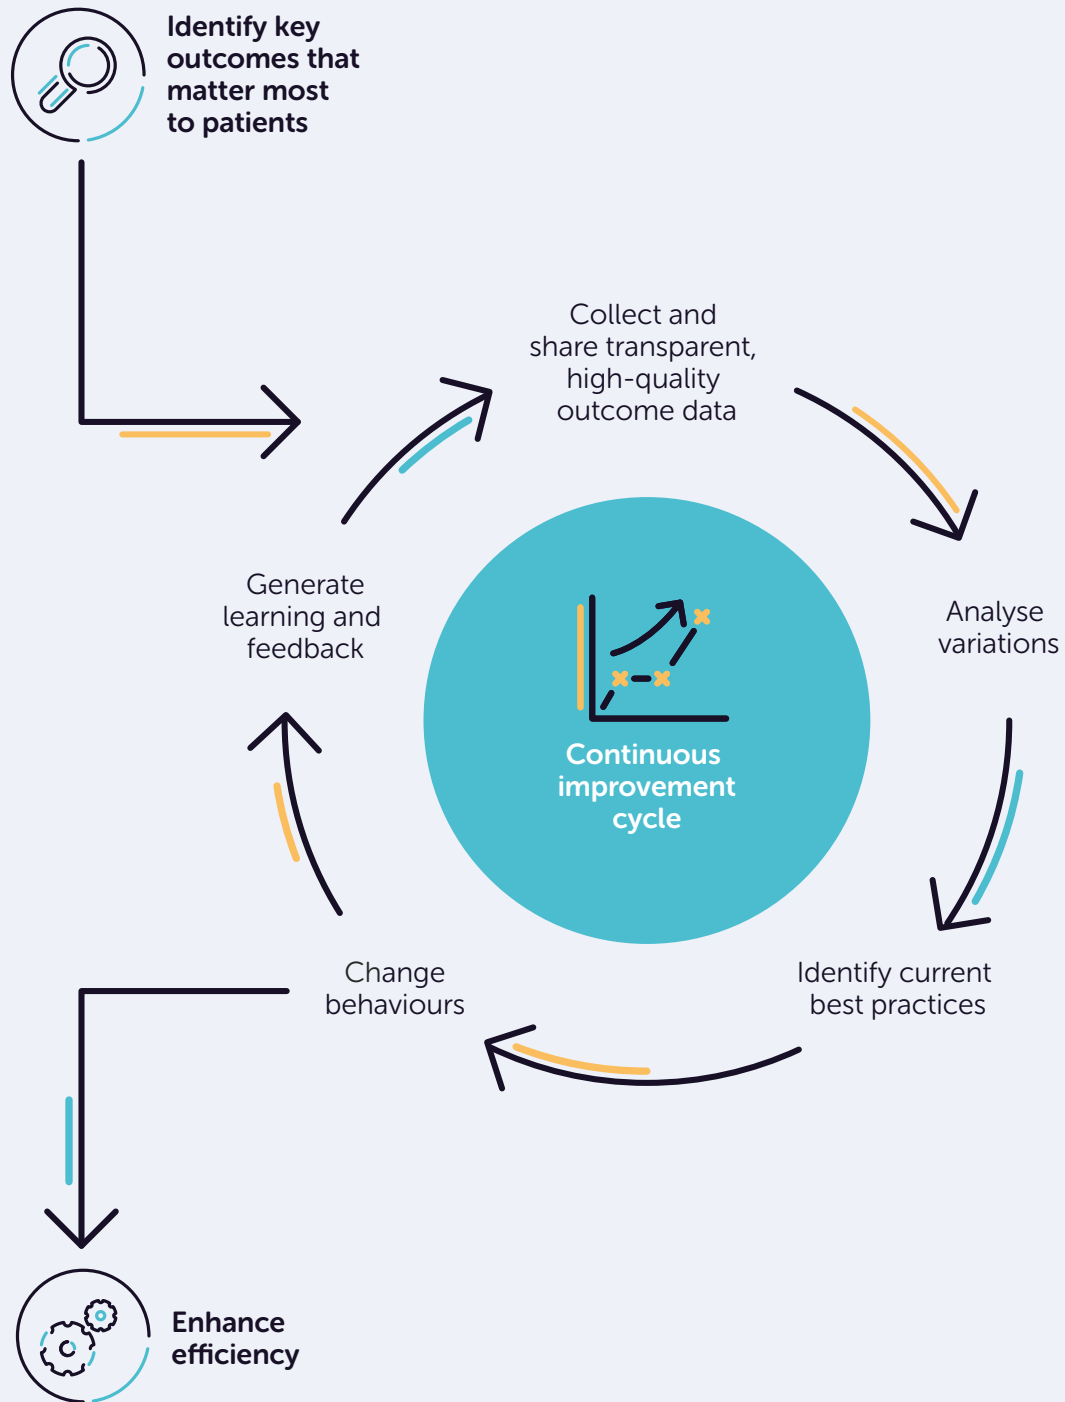 Identify key
outcomes that
matter most
to patients
Collect and
share transparent,
high-quality
outcome data
Analyse
variations
Identify current
best practices
Change
behaviours
Generate
learning and
feedback
Continuous
improvement
cycle
Enhance
efficiency